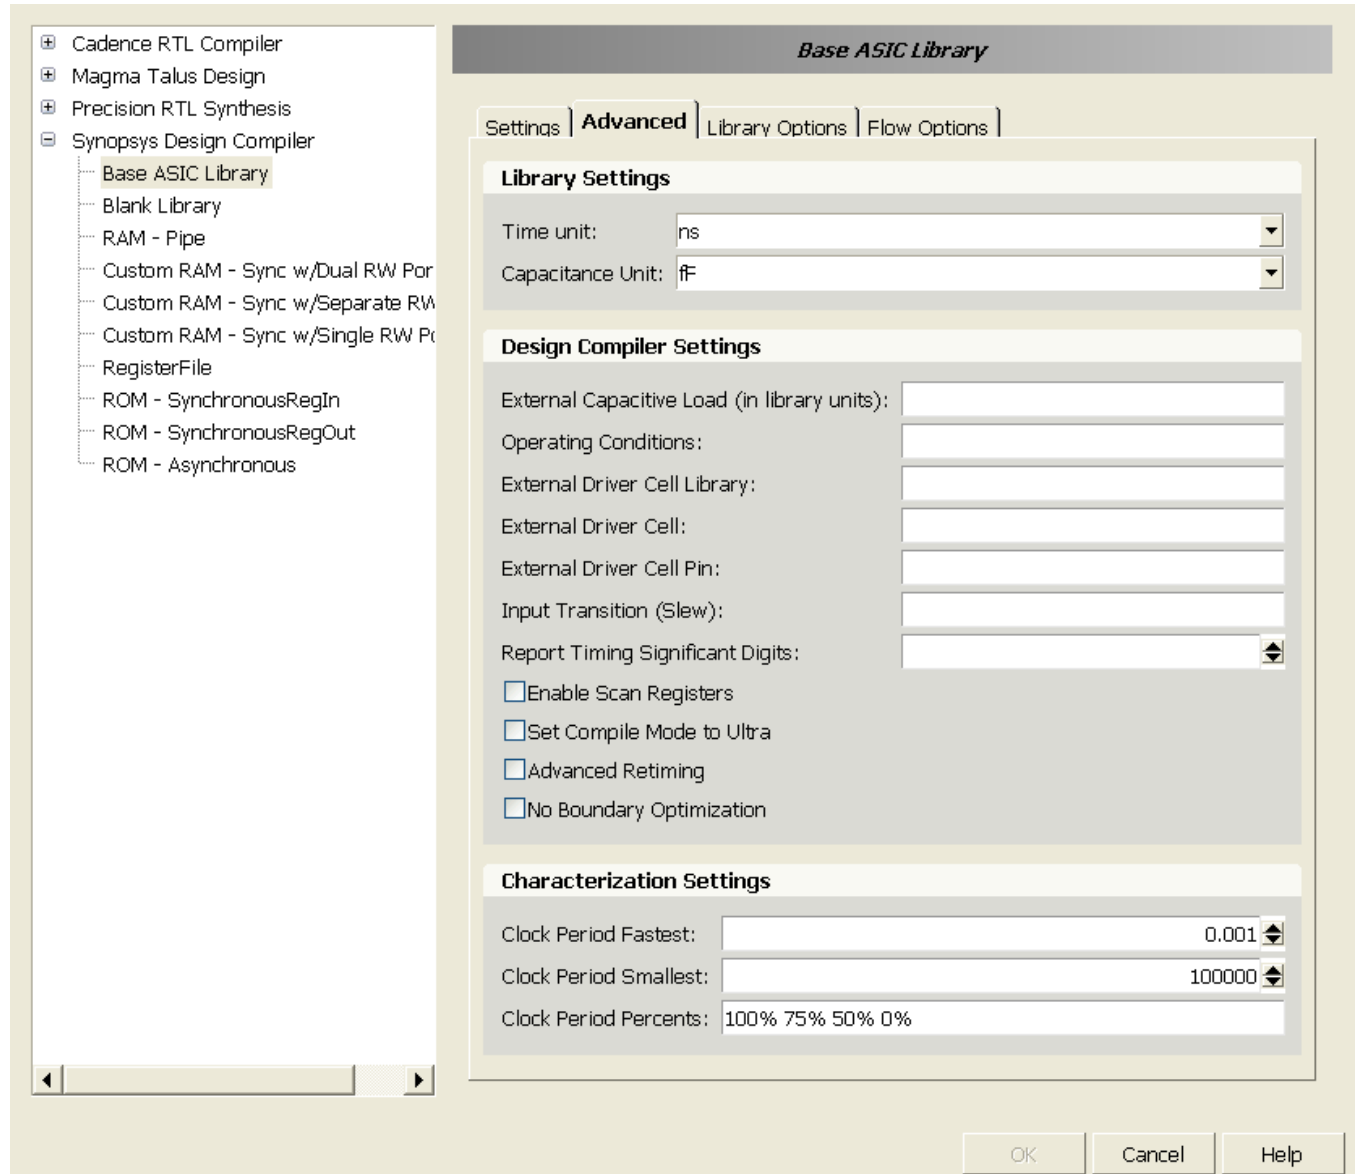 Cadence RTL Compiler
Magma Talus Design
Precision RTL Synthesis
Synopsys Design Compiler
Base ASIC Library
Blank Library
RAM - Pipe
Custom RAM - Sync w/Dual RW Por
Custom RAM - Sync w/Separate RW
Custom RAM - Sync w/Single RW Po
RegisterFile
ROM - SynchronousRegIn
ROM - SynchronousRegOut
ROM - Asynchronous
Base ASIC Library
Settings Advanced Library Options Flow Options
Library Settings
Time unit: ns
Capacitance Unit: fF
Design Compiler Settings
External Capacitive Load (in library units):
Operating Conditions:
External Driver Cell Library:
External Driver Cell:
External Driver Cell Pin:
Input Transition (Slew):
Report Timing Significant Digits:
Enable Scan Registers
Set Compile Mode to Ultra
Advanced Retiming
No Boundary Optimization
Characterization Settings
Clock Period Fastest: 0.001
Clock Period Smallest: 100000
Clock Period Percents: 100% 75% 50% 0%
OK Cancel Help